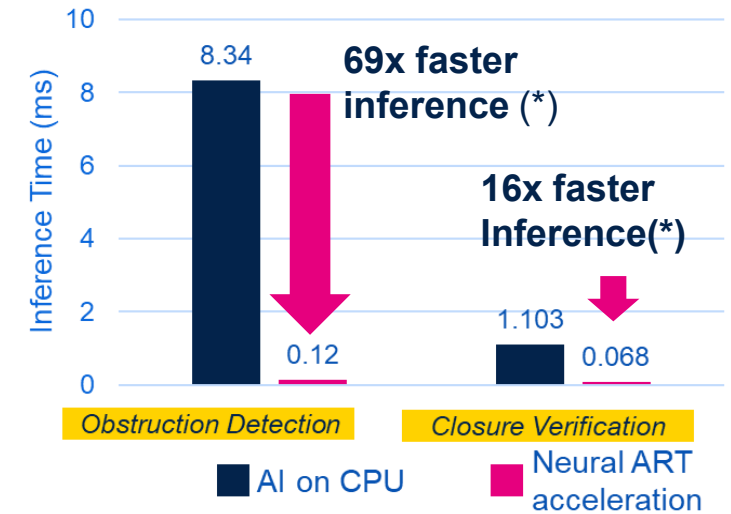 10
8
6
4
2
0
Inference Time (ms)
8.34
69x faster
inference (*)
0.12
16x faster
Inference(*)
1.103
0.068
Obstruction Detection
Closure Verification
AI on CPU
Neural ART
acceleration